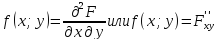 f(x; y) = ∂²F / ∂x∂y или f(x; y) = F''xy